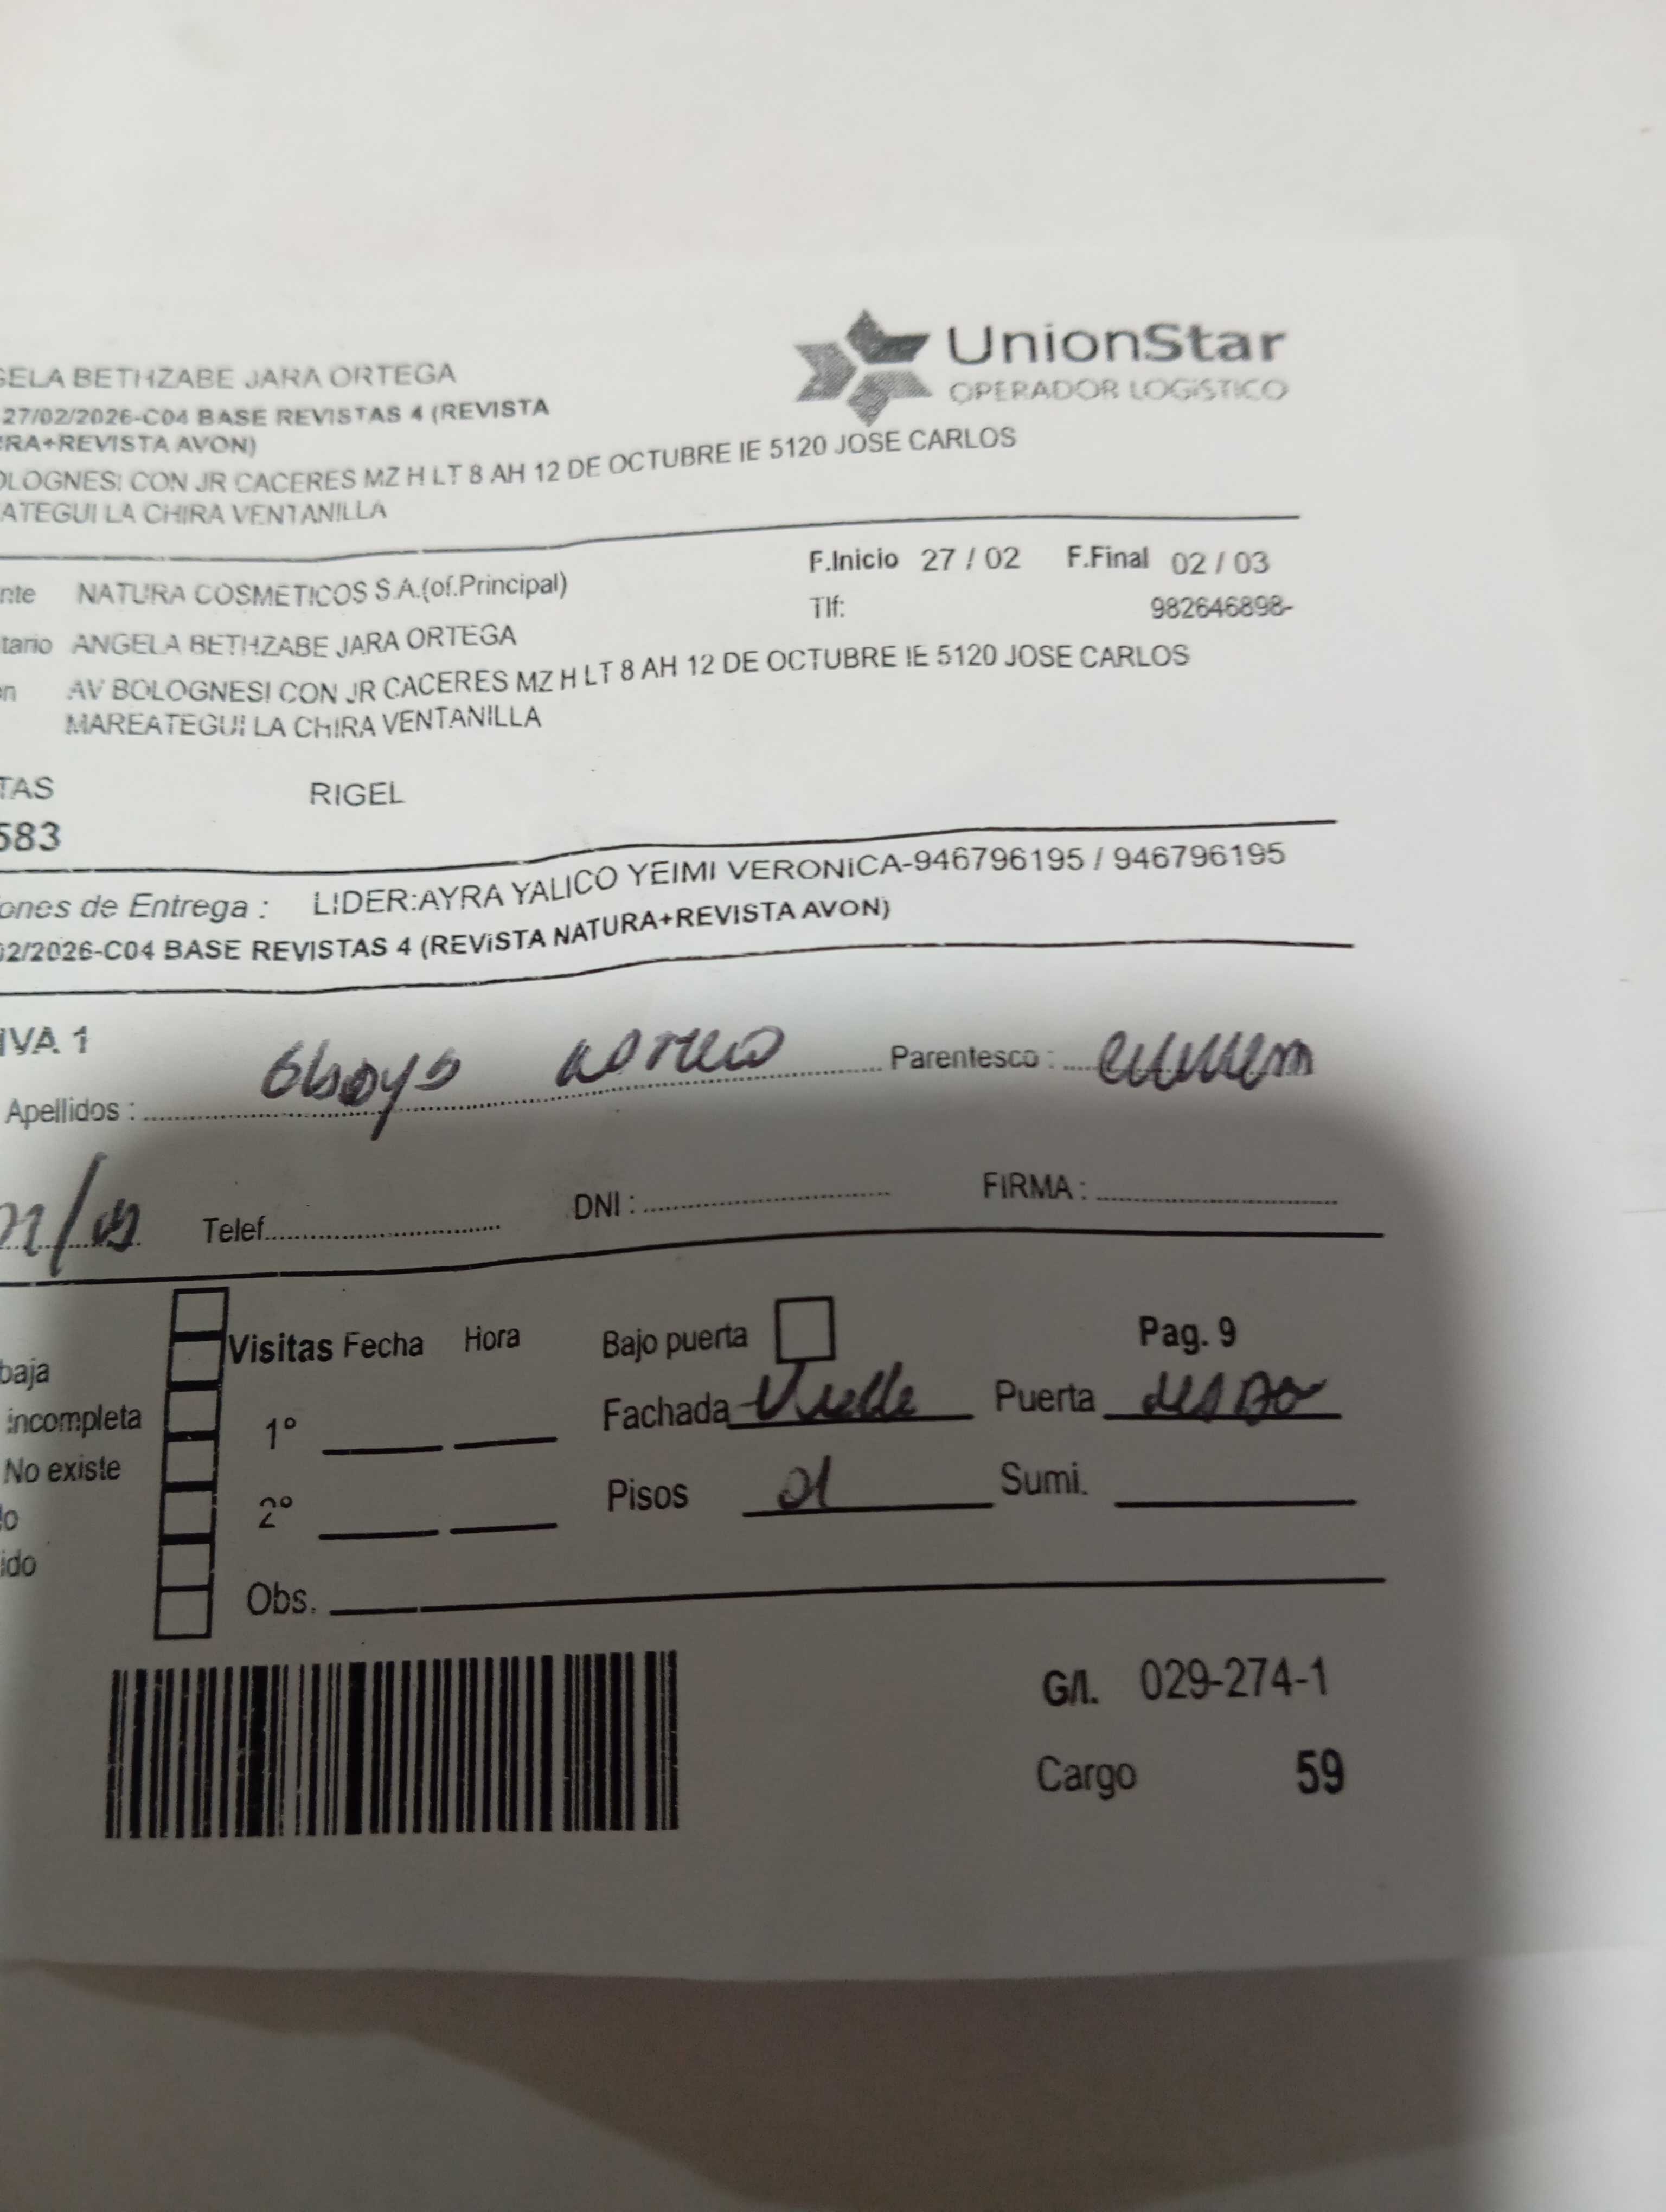 UnionStar
OPERADOR LOGISTICO
GELA BETHZABE JARA ORTEGA
27/02/2026-C04 BASE REVISTAS 4 (REVISTA
RA+REVISTA AVON)
OLOGNESI CON JR CACERES MZ H LT 8 AH 12 DE OCTUBRE IE 5120 JOSE CARLOS
ATEGUI LA CHIRA VENTANILLA
F.Inicio 27 / 02 F.Final 02 / 03
nte NATURA COSMETICOS S.A.(of.Principal)
Tlf: 982646898-
tario ANGELA BETHZABE JARA ORTEGA
n AV BOLOGNESI CON JR CACERES MZ H LT 8 AH 12 DE OCTUBRE IE 5120 JOSE CARLOS
MAREATEGUI LA CHIRA VENTANILLA
TAS RIGEL
583
ones de Entrega : LIDER:AYRA YALICO YEIMI VERONICA-946796195 / 946796195
02/2026-C04 BASE REVISTAS 4 (REVISTA NATURA+REVISTA AVON)
IVA 1
Apellidos : Parentesco :
Telef. DNI : FIRMA :
Visitas Fecha Hora Bajo puerta Pag. 9
baja
incompleta 1° Fachada Puerta
No existe
lo 2° Pisos Sumi.
ido
Obs.
G/I. 029-274-1
Cargo 59